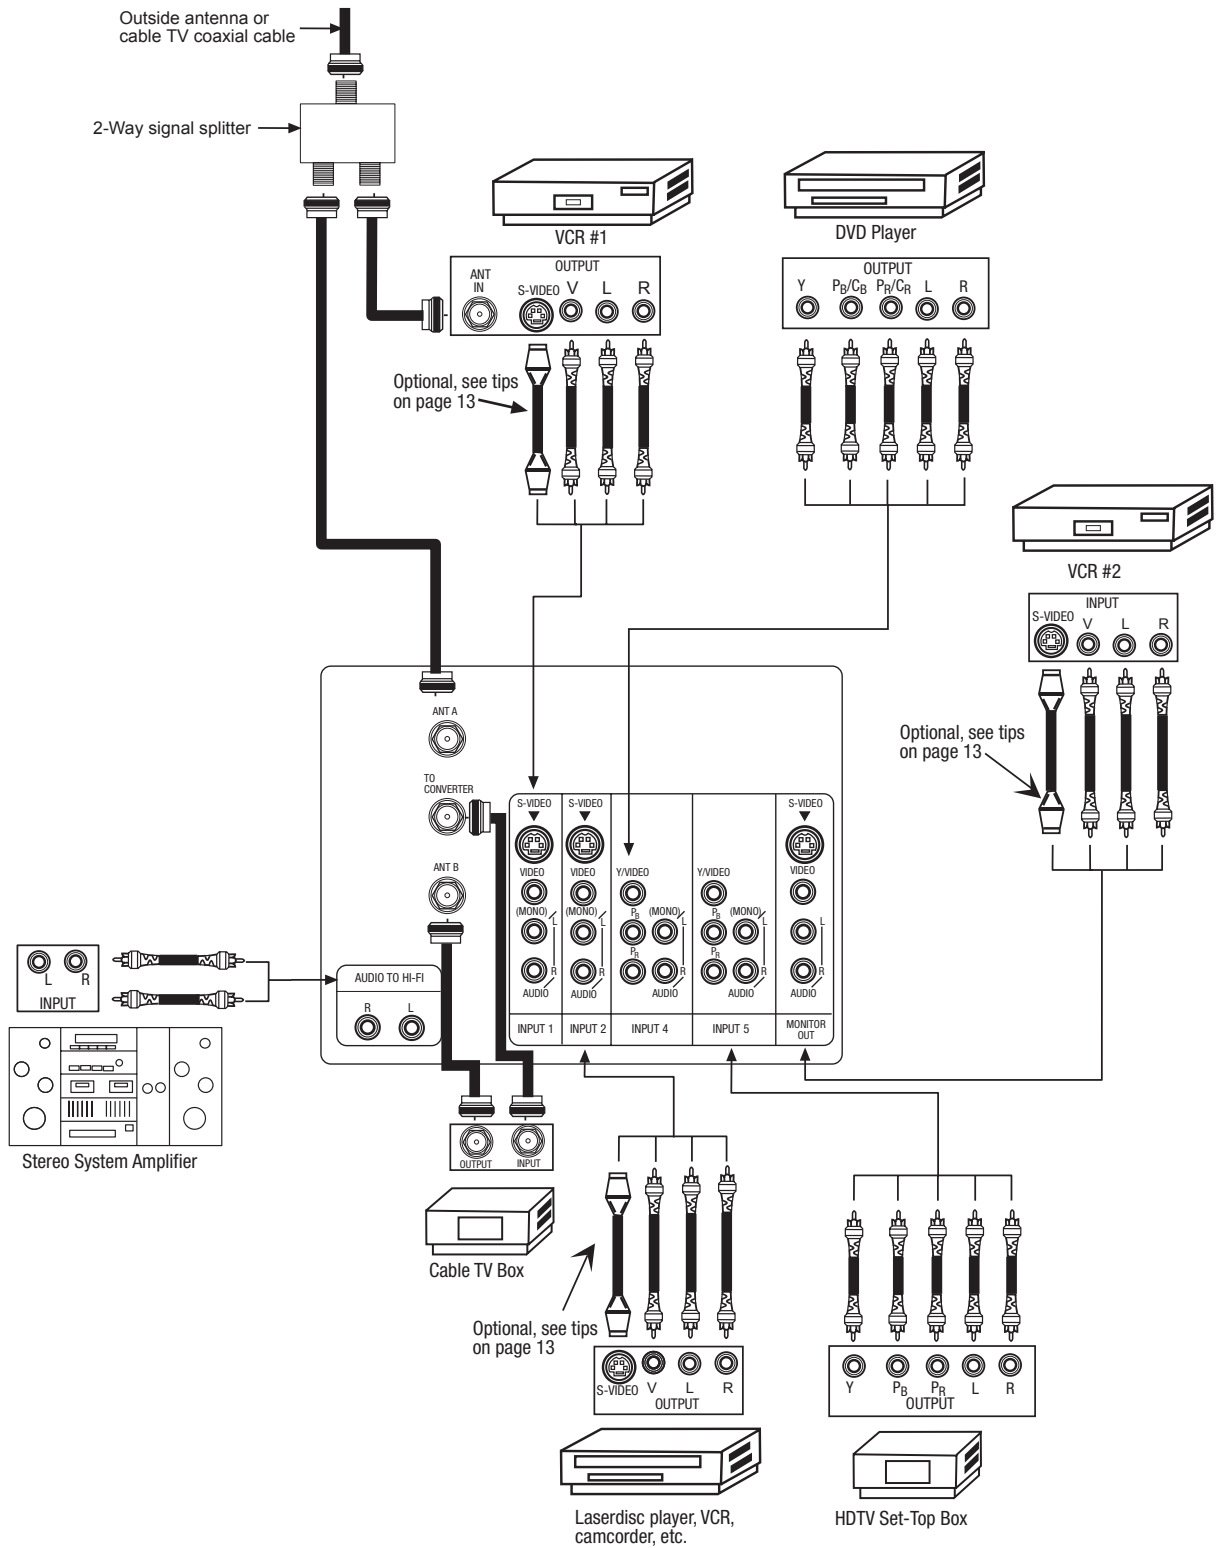 Outside antenna or
cable TV coaxial cable
2-Way signal splitter
VCR #1
OUTPUT
ANT
IN
S-VIDEO V L R
Optional, see tips
on page 13
DVD Player
OUTPUT
Y PB/CB PR/CR L R
VCR #2
INPUT
S-VIDEO V L R
Optional, see tips
on page 13
ANT A
TO
CONVERTER
ANT B
AUDIO TO HI-FI
R L
S-VIDEO
VIDEO
(MONO)
L
R
AUDIO
INPUT 1
S-VIDEO
VIDEO
(MONO)
L
R
AUDIO
INPUT 2
Y/VIDEO
PB
(MONO)
L
PR
R
AUDIO
INPUT 4
Y/VIDEO
PB
(MONO)
L
PR
R
AUDIO
INPUT 5
S-VIDEO
VIDEO
L
R
AUDIO
MONITOR
OUT
L R
INPUT
Stereo System Amplifier
OUTPUT INPUT
Cable TV Box
Optional, see tips
on page 13
S-VIDEO V L R
OUTPUT
Laserdisc player, VCR,
camcorder, etc.
Y PB PR L R
OUTPUT
HDTV Set-Top Box